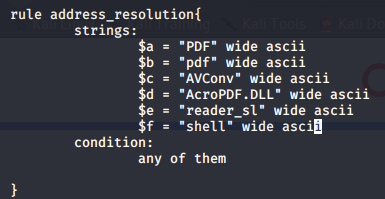 rule address_resolution{
strings:
$a = "PDF" wide ascii
$b = "pdf" wide ascii
$c = "AVConv" wide ascii
$d = "AcroPDF.DLL" wide ascii
$e = "reader_sl" wide ascii
$f = "shell" wide ascii
condition:
any of them
}